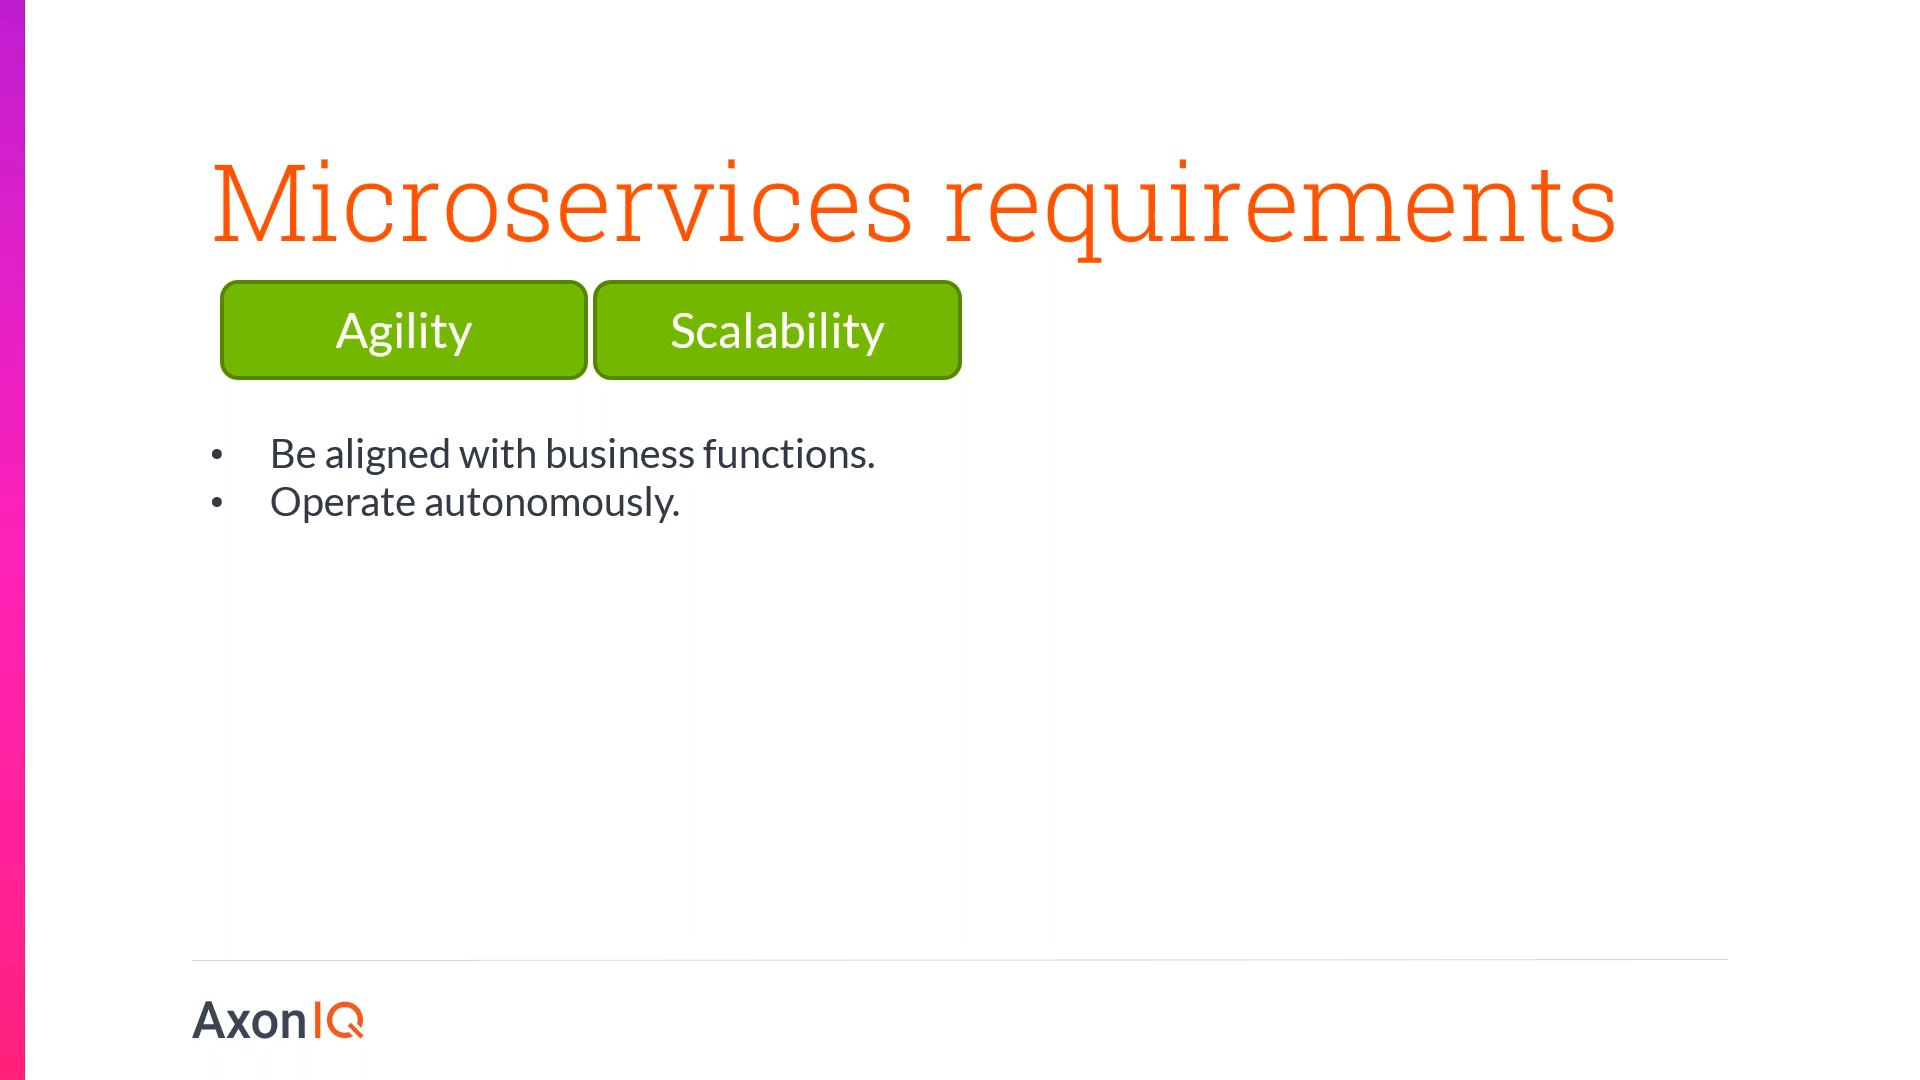 Microservices requirements
Agility
Scalability
• Be aligned with business functions.
• Operate autonomously.
AxonIQ